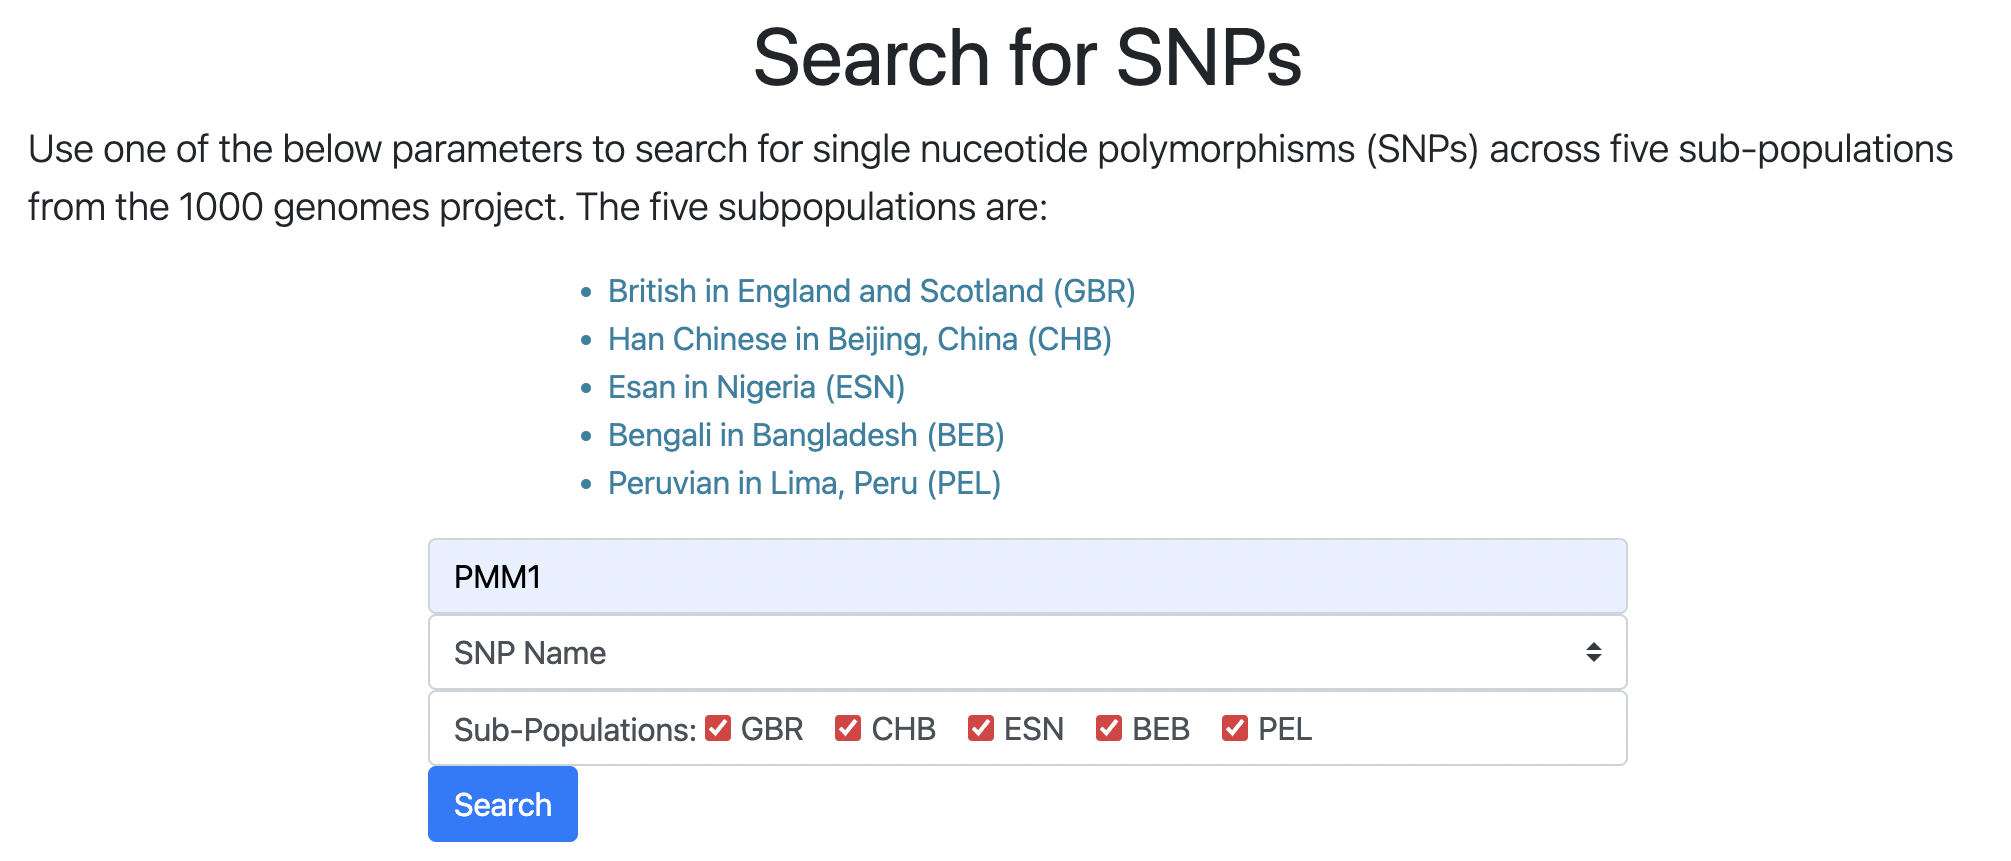 Search for SNPs
Use one of the below parameters to search for single nuceotide polymorphisms (SNPs) across five sub-populations
from the 1000 genomes project. The five subpopulations are:
• British in England and Scotland (GBR)
• Han Chinese in Beijing, China (CHB)
• Esan in Nigeria (ESN)
• Bengali in Bangladesh (BEB)
• Peruvian in Lima, Peru (PEL)
PMM1
SNP Name
Sub-Populations: GBR CHB ESN BEB PEL
Search